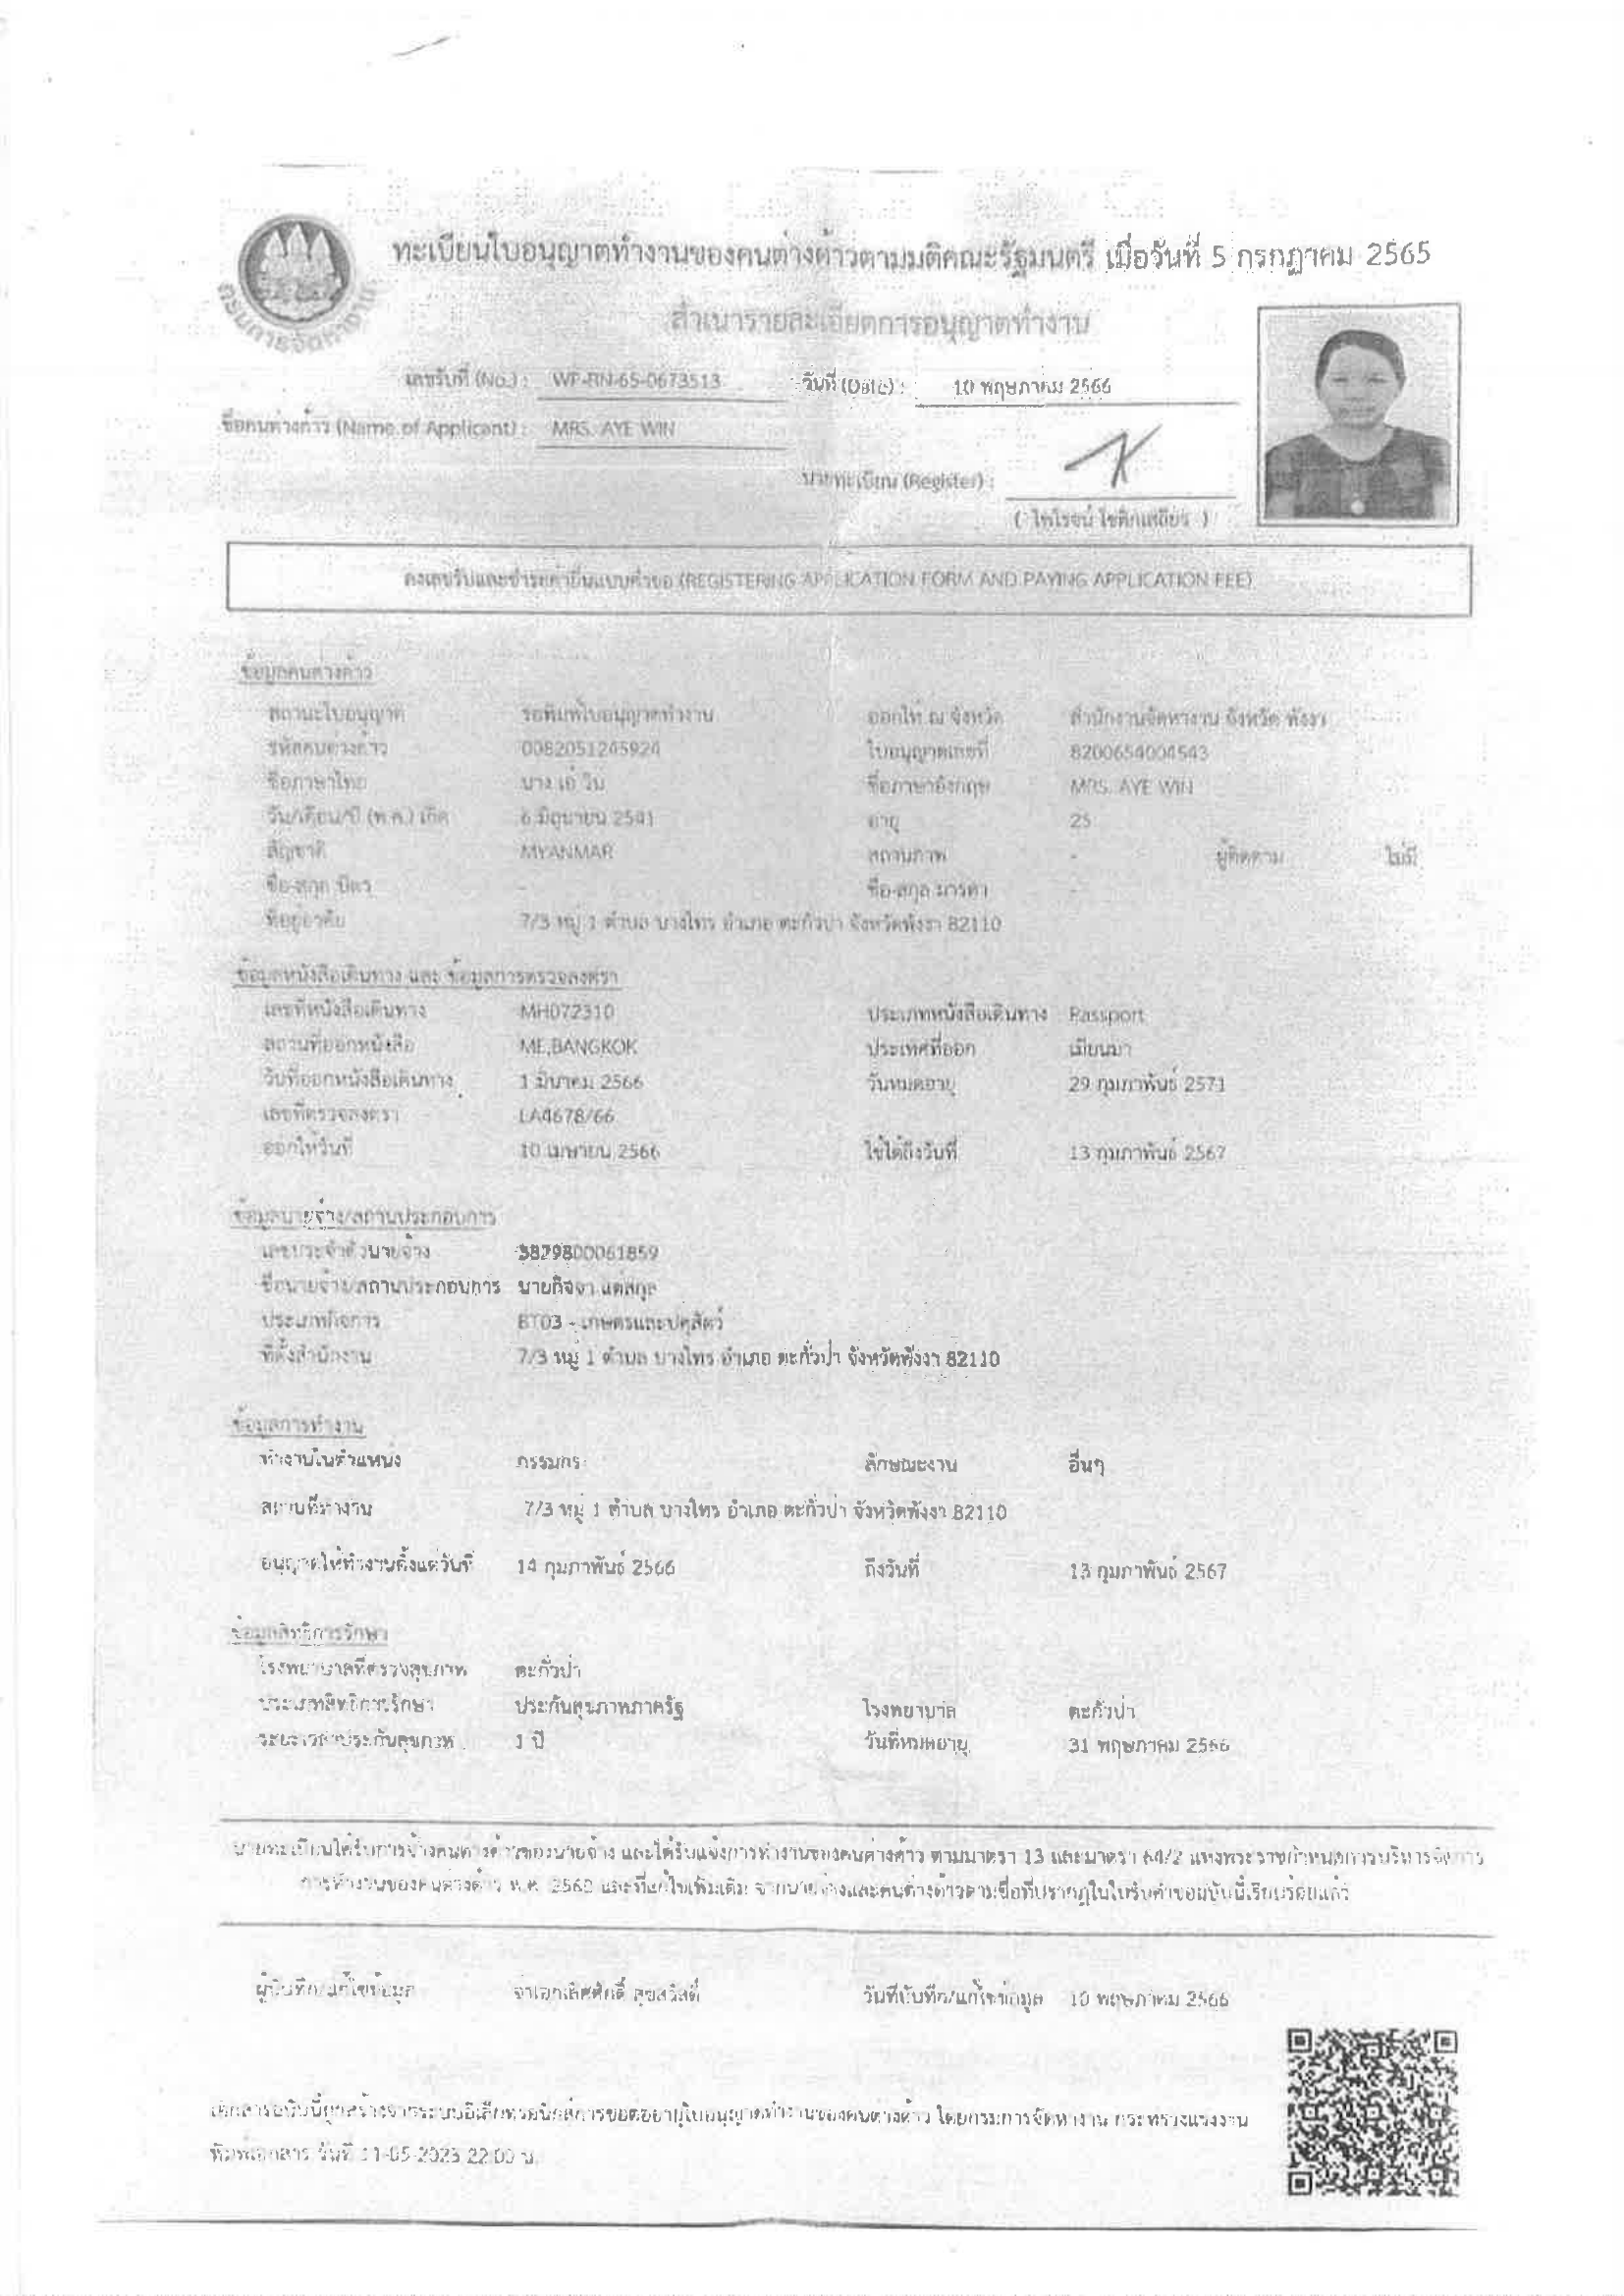 กรมการจัดหางาน
ทะเบียนใบอนุญาตทำงานของคนต่างด้าวตามมติคณะรัฐมนตรี เมื่อวันที่ 5 กรกฎาคม 2565
สำเนารายละเอียดการอนุญาตทำงาน
เลขรับที่ (No.) : WP-RN-65-0673513 วันที่ (Date) : 10 พฤษภาคม 2566
ชื่อคนต่างด้าว (Name of Applicant) : MRS. AYE WIN
นายทะเบียน (Register) :
( ไพโรจน์ โชติกเสถียร )
ลงเลขรับและชำระค่ายื่นแบบคำขอ (REGISTERING APPLICATION FORM AND PAYING APPLICATION FEE)
ข้อมูลคนต่างด้าว
สถานะใบอนุญาต รอพิมพ์ใบอนุญาตทำงาน ออกให้ ณ จังหวัด สำนักงานจัดหางาน จังหวัด พังงา
รหัสคนต่างด้าว 0082051245924 ใบอนุญาตเลขที่ 8200654004543
ชื่อภาษาไทย นาง เอ วิน ชื่อภาษาอังกฤษ MRS. AYE WIN
วัน/เดือน/ปี (พ.ศ.) เกิด 6 มิถุนายน 2541 อายุ 25
สัญชาติ MYANMAR สถานภาพ - ผู้ติดตาม ไม่มี
ชื่อ-สกุล บิดา - ชื่อ-สกุล มารดา -
ที่อยู่อาศัย 7/3 หมู่ 1 ตำบล บางไทร อำเภอ ตะกั่วป่า จังหวัดพังงา 82110
ข้อมูลหนังสือเดินทาง และ ข้อมูลการตรวจลงตรา
เลขที่หนังสือเดินทาง MH072310 ประเภทหนังสือเดินทาง Passport
สถานที่ออกหนังสือ ME,BANGKOK ประเทศที่ออก เมียนมา
วันที่ออกหนังสือเดินทาง 1 มีนาคม 2566 วันหมดอายุ 29 กุมภาพันธ์ 2571
เลขที่ตรวจลงตรา LA4678/66
ออกให้วันที่ 10 เมษายน 2566 ใช้ได้ถึงวันที่ 13 กุมภาพันธ์ 2567
ข้อมูลนายจ้าง/สถานประกอบการ
เลขประจำตัวนายจ้าง 3829800061859
ชื่อนายจ้าง/สถานประกอบการ นายกิจจา
ประเภทกิจการ BT03 - เกษตรและปศุสัตว์
ที่ตั้งสำนักงาน 7/3 หมู่ 1 ตำบล บางไทร อำเภอ ตะกั่วป่า จังหวัดพังงา 82110
ข้อมูลการทำงาน
ทำงานในตำแหน่ง กรรมกร ลักษณะงาน อื่นๆ
สถานที่ทำงาน 7/3 หมู่ 1 ตำบล บางไทร อำเภอ ตะกั่วป่า จังหวัดพังงา 82110
อนุญาตให้ทำงานตั้งแต่วันที่ 14 กุมภาพันธ์ 2566 ถึงวันที่ 13 กุมภาพันธ์ 2567
ข้อมูลสิทธิการรักษา
โรงพยาบาลที่ตรวจสุขภาพ ตะกั่วป่า
ประเภทสิทธิการรักษา ประกันสุขภาพภาครัฐ โรงพยาบาล ตะกั่วป่า
ระยะเวลาประกันสุขภาพ 1 ปี วันที่หมดอายุ 31 พฤษภาคม 2566
นายทะเบียนได้รับการจ้างคนต่างด้าวของนายจ้าง และได้รับแจ้งการทำงานของคนต่างด้าว ตามมาตรา 13 และมาตรา 64/2 แห่งพระราชกำหนดการบริหารจัดการ
การทำงานของคนต่างด้าว พ.ศ. 2560 และที่แก้ไขเพิ่มเติม จากนายจ้างและคนต่างด้าวตามชื่อที่ปรากฏในใบรับคำขอฉบับนี้เรียบร้อยแล้ว
ผู้บันทึก/แก้ไขข้อมูล จ่าเอกเลิศศักดิ์ สุขสวัสดิ์ วันที่บันทึก/แก้ไขข้อมูล 10 พฤษภาคม 2566
เอกสารฉบับนี้ถูกสร้างจากระบบอิเล็กทรอนิกส์การขอต่ออายุใบอนุญาตทำงานของคนต่างด้าว โดยกรมการจัดหางาน กระทรวงแรงงาน
พิมพ์เอกสาร วันที่ 11-05-2023 22:00 น.